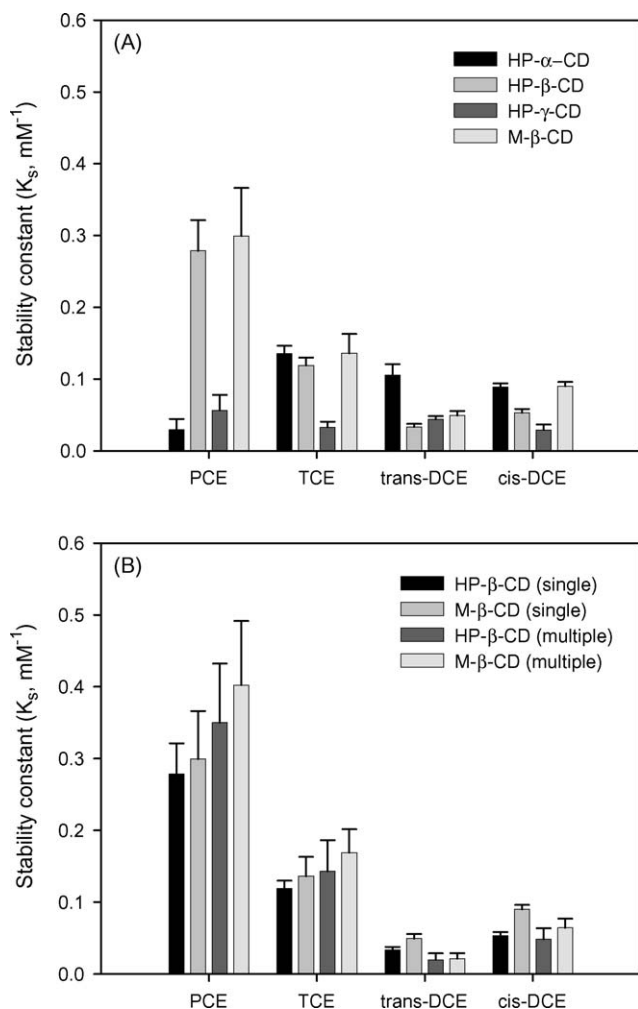 (A)
HP-α–CD
HP-β-CD
HP-γ-CD
M-β-CD
Stability constant (Kₛ, mM⁻¹)
0.6
0.5
0.4
0.3
0.2
0.1
0.0
PCE TCE trans-DCE cis-DCE
(B)
HP-β-CD (single)
M-β-CD (single)
HP-β-CD (multiple)
M-β-CD (multiple)
Stability constant (Kₛ, mM⁻¹)
0.6
0.5
0.4
0.3
0.2
0.1
0.0
PCE TCE trans-DCE cis-DCE